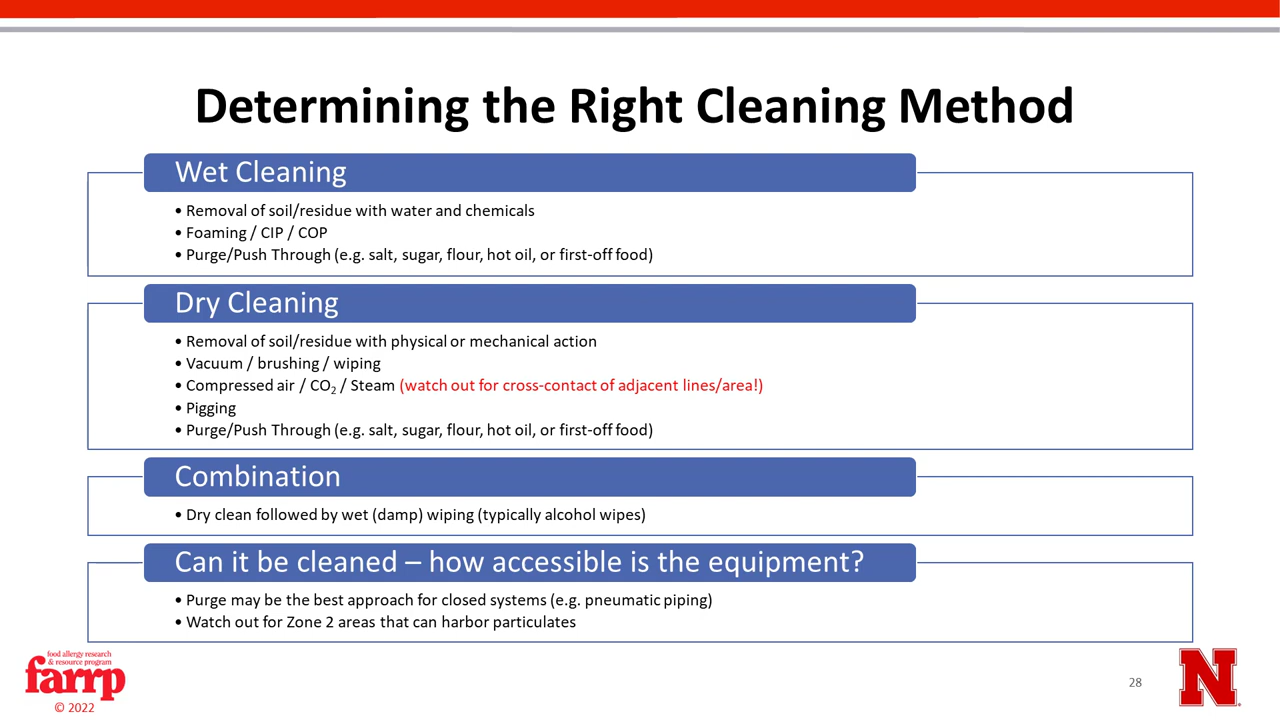 Determining the Right Cleaning Method
Wet Cleaning
• Removal of soil/residue with water and chemicals
• Foaming / CIP / COP
• Purge/Push Through (e.g. salt, sugar, flour, hot oil, or first-off food)
Dry Cleaning
• Removal of soil/residue with physical or mechanical action
• Vacuum / brushing / wiping
• Compressed air / CO₂ / Steam (watch out for cross-contact of adjacent lines/area!)
• Pigging
• Purge/Push Through (e.g. salt, sugar, flour, hot oil, or first-off food)
Combination
• Dry clean followed by wet (damp) wiping (typically alcohol wipes)
Can it be cleaned – how accessible is the equipment?
• Purge may be the best approach for closed systems (e.g. pneumatic piping)
• Watch out for Zone 2 areas that can harbor particulates
food allergy research
& resource program
farrp
© 2022
28
N